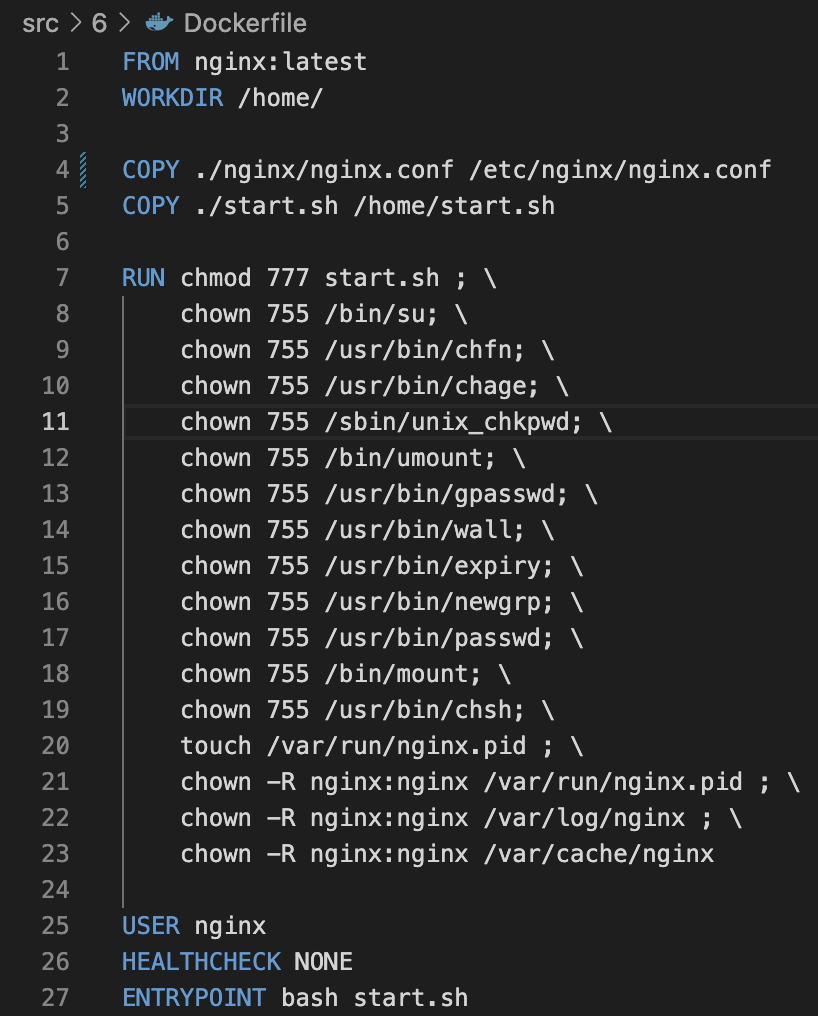 src > 6 > Dockerfile
1 FROM nginx:latest
2 WORKDIR /home/
3
4 COPY ./nginx/nginx.conf /etc/nginx/nginx.conf
5 COPY ./start.sh /home/start.sh
6
7 RUN chmod 777 start.sh ; \
8     chown 755 /bin/su; \
9     chown 755 /usr/bin/chfn; \
10     chown 755 /usr/bin/chage; \
11     chown 755 /sbin/unix_chkpwd; \
12     chown 755 /bin/umount; \
13     chown 755 /usr/bin/gpasswd; \
14     chown 755 /usr/bin/wall; \
15     chown 755 /usr/bin/expiry; \
16     chown 755 /usr/bin/newgrp; \
17     chown 755 /usr/bin/passwd; \
18     chown 755 /bin/mount; \
19     chown 755 /usr/bin/chsh; \
20     touch /var/run/nginx.pid ; \
21     chown -R nginx:nginx /var/run/nginx.pid ; \
22     chown -R nginx:nginx /var/log/nginx ; \
23     chown -R nginx:nginx /var/cache/nginx
24
25 USER nginx
26 HEALTHCHECK NONE
27 ENTRYPOINT bash start.sh